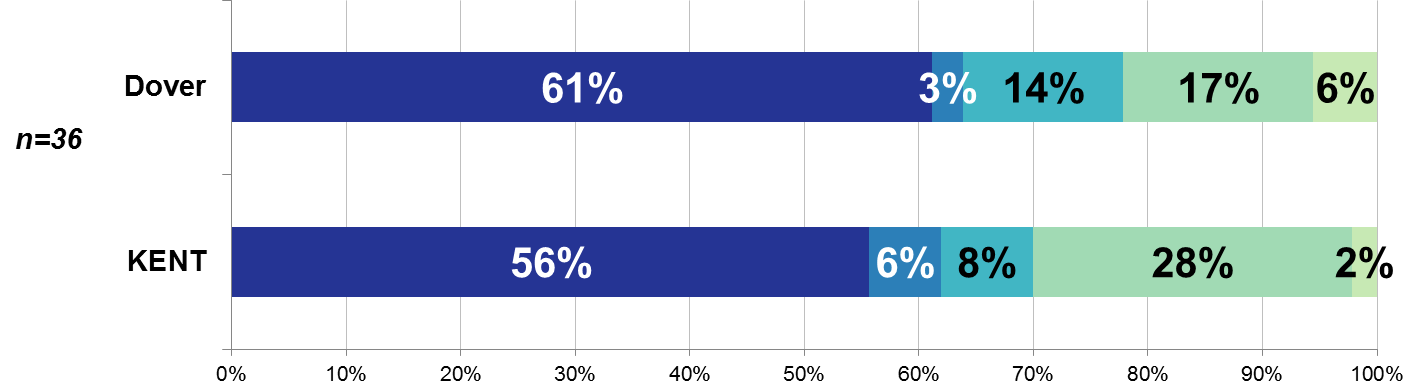 Dover 61% 3% 14% 17% 6%
n=36
KENT 56% 6% 8% 28% 2%
0% 10% 20% 30% 40% 50% 60% 70% 80% 90% 100%